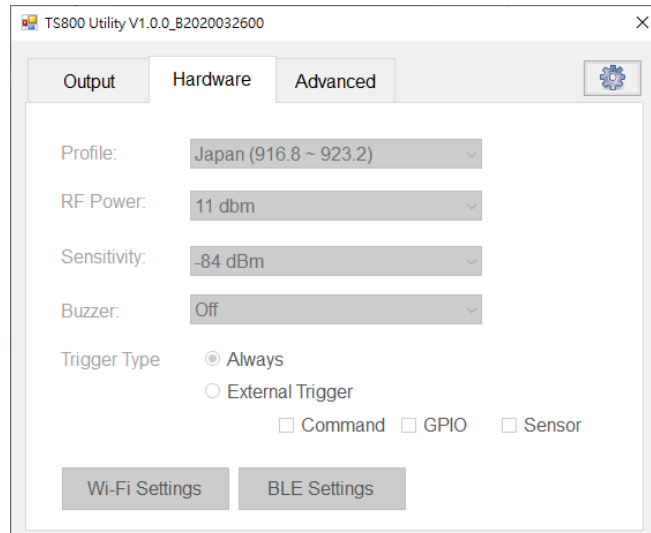 TS800 Utility V1.0.0_B2020032600
Output Hardware Advanced
Profile: Japan (916.8 ~ 923.2)
RF Power: 11 dbm
Sensitivity: -84 dBm
Buzzer: Off
Trigger Type Always
External Trigger
Command GPIO Sensor
Wi-Fi Settings BLE Settings